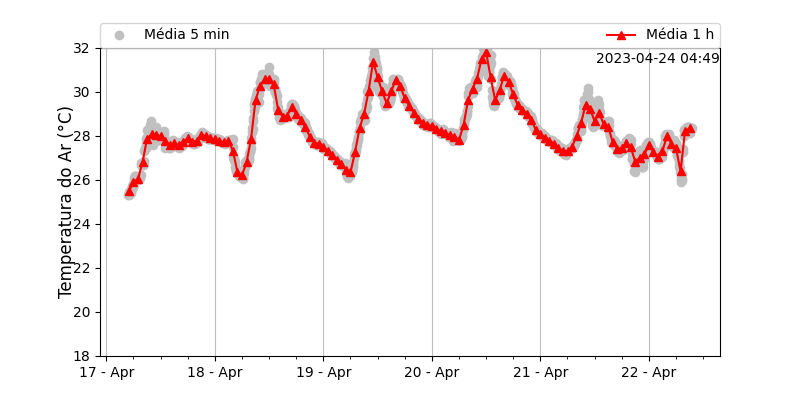 Média 5 min
Média 1 h
2023-04-24 04:49
Temperatura do Ar (°C)
32
30
28
26
24
22
20
18
17 - Apr
18 - Apr
19 - Apr
20 - Apr
21 - Apr
22 - Apr